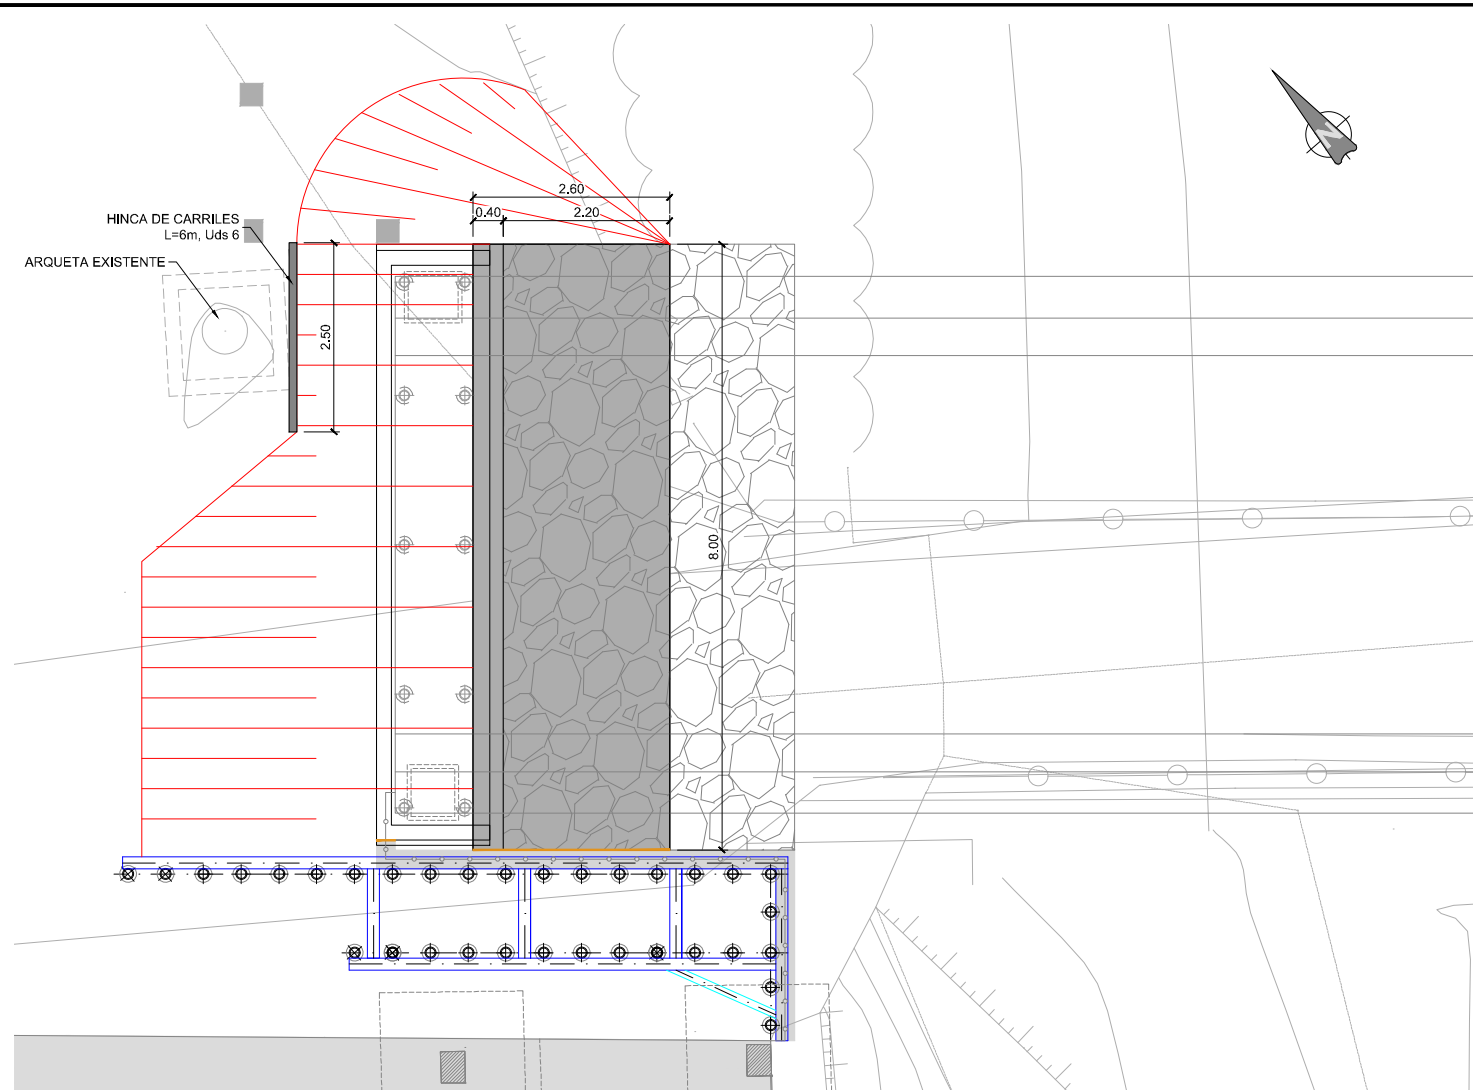 N
2.60
0.40
2.20
HINCA DE CARRILES
L=6m, Uds 6
ARQUETA EXISTENTE
2.50
8.00